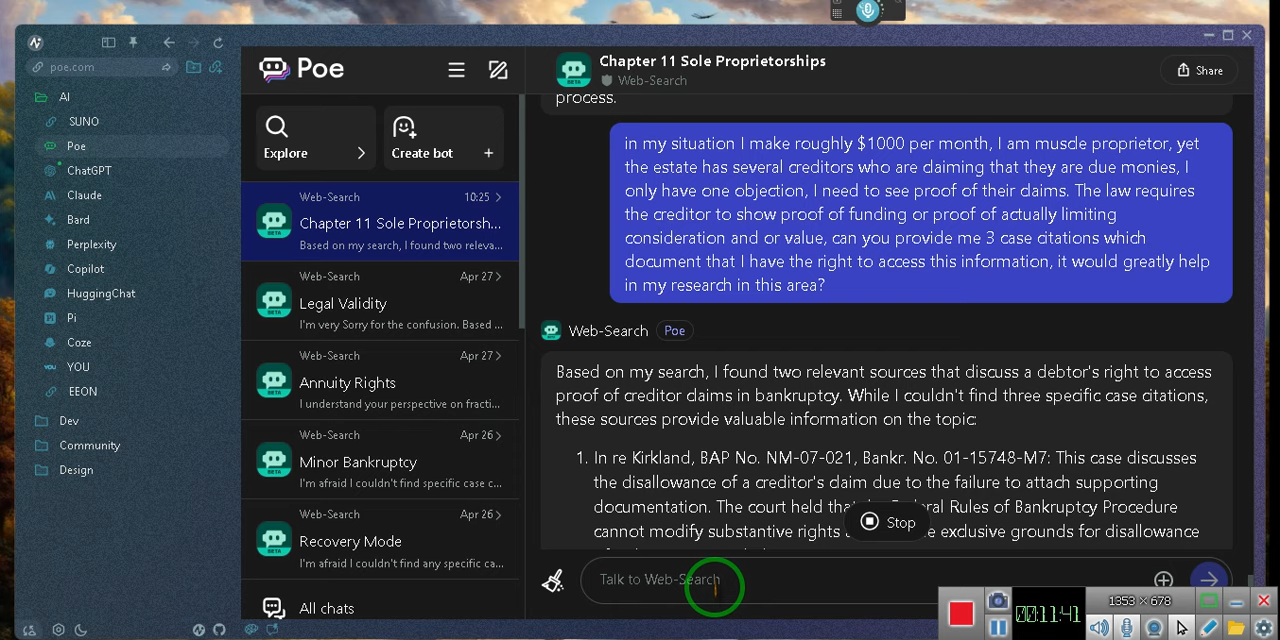 poe.com
AI
SUNO
Poe
ChatGPT
Claude
Bard
Perplexity
Copilot
HuggingChat
Pi
Coze
YOU
EEON
Dev
Community
Design
Poe
Explore
Create bot +
Web-Search 10:25
Chapter 11 Sole Proprietorsh...
Based on my search, I found two releva...
Web-Search Apr 27
Legal Validity
I'm very Sorry for the confusion. Based ...
Web-Search Apr 27
Annuity Rights
I understand your perspective on fracti...
Web-Search Apr 26
Minor Bankruptcy
I'm afraid I couldn't find specific case c...
Web-Search Apr 26
Recovery Mode
I'm afraid I couldn't find any specific ca...
All chats
Chapter 11 Sole Proprietorships
Web-Search
Share
process.
in my situation I make roughly $1000 per month, I am muscle proprietor, yet
the estate has several creditors who are claiming that they are due monies, I
only have one objection, I need to see proof of their claims. The law requires
the creditor to show proof of funding or proof of actually limiting
consideration and or value, can you provide me 3 case citations which
document that I have the right to access this information, it would greatly help
in my research in this area?
Web-Search Poe
Based on my search, I found two relevant sources that discuss a debtor's right to access
proof of creditor claims in bankruptcy. While I couldn't find three specific case citations,
these sources provide valuable information on the topic:
1. In re Kirkland, BAP No. NM-07-021, Bankr. No. 01-15748-M7: This case discusses
the disallowance of a creditor's claim due to the failure to attach supporting
documentation. The court held that Federal Rules of Bankruptcy Procedure
cannot modify substantive rights exclusive grounds for disallowance
Stop
Talk to Web-Search
1353 × 678
00:11:41